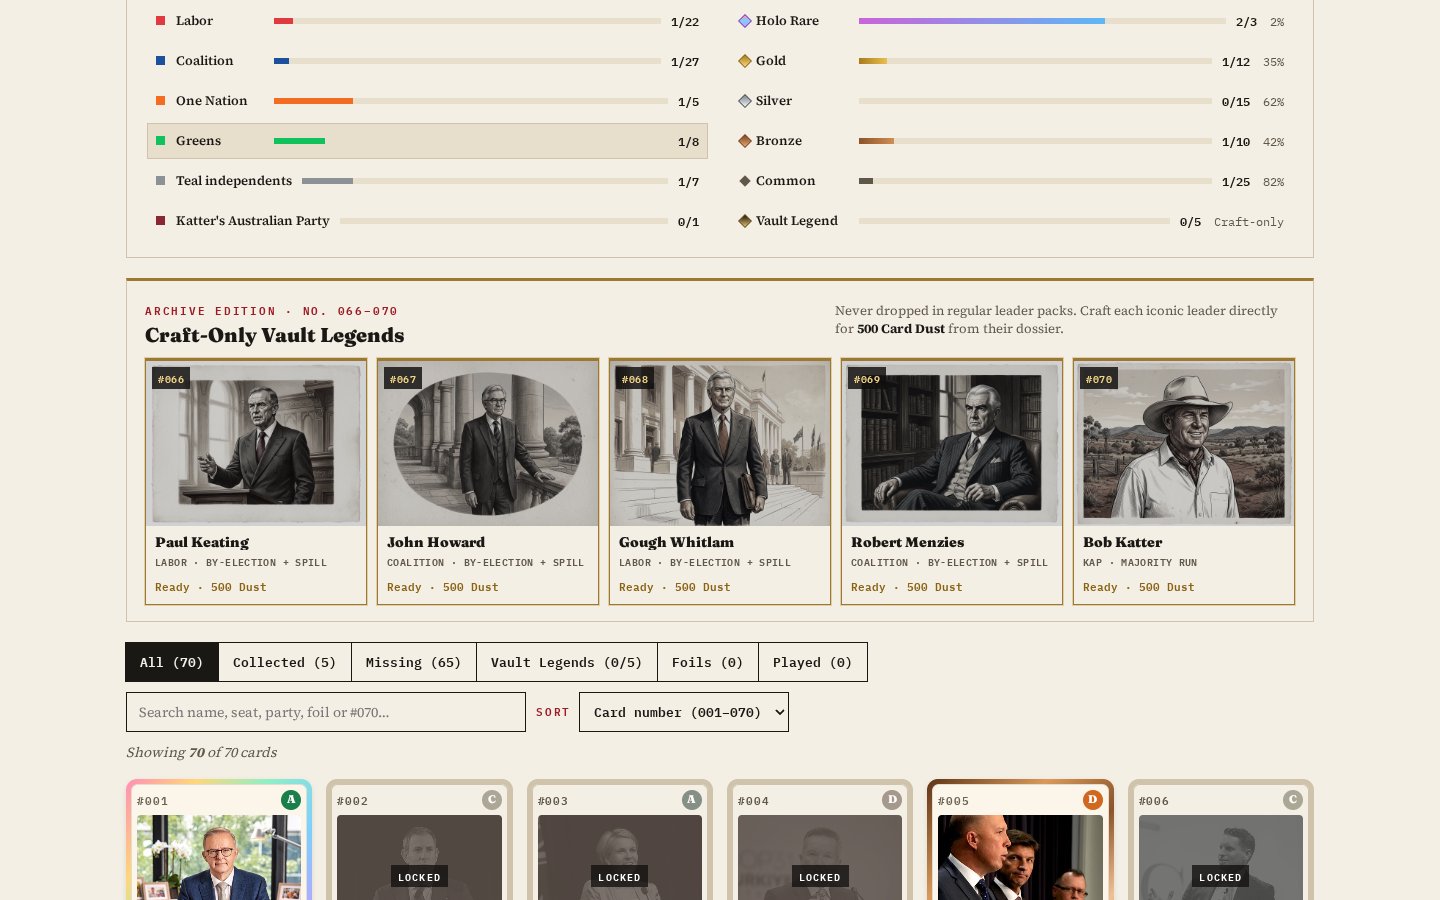 Labor 1/22
Holo Rare 2/3 2%
Coalition 1/27
Gold 1/12 35%
One Nation 1/5
Silver 0/15 62%
Greens 1/8
Bronze 1/10 42%
Teal independents 1/7
Common 1/25 82%
Katter's Australian Party 0/1
Vault Legend 0/5 Craft-only
ARCHIVE EDITION · NO. 066–070
Craft-Only Vault Legends
Never dropped in regular leader packs. Craft each iconic leader directly
for 500 Card Dust from their dossier.
#066
Paul Keating
LABOR · BY-ELECTION + SPILL
Ready · 500 Dust
#067
John Howard
COALITION · BY-ELECTION + SPILL
Ready · 500 Dust
#068
Gough Whitlam
LABOR · BY-ELECTION + SPILL
Ready · 500 Dust
#069
Robert Menzies
COALITION · BY-ELECTION + SPILL
Ready · 500 Dust
#070
Bob Katter
KAP · MAJORITY RUN
Ready · 500 Dust
All (70) Collected (5) Missing (65) Vault Legends (0/5) Foils (0) Played (0)
Search name, seat, party, foil or #070…
SORT Card number (001–070)
Showing 70 of 70 cards
#001 A
#002 C
LOCKED
#003 A
LOCKED
#004 D
LOCKED
#005 D
#006 C
LOCKED